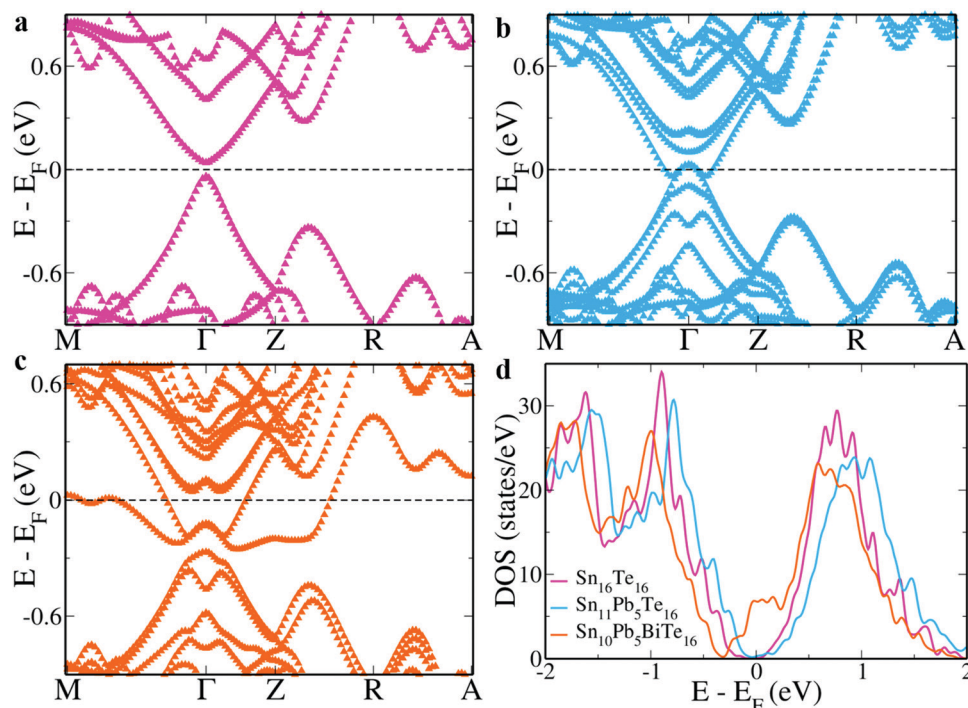 a
0.6
0
-0.6
E - E_F (eV)
M Γ Z R A
b
0.6
0
-0.6
E - E_F (eV)
M Γ Z R A
c
0.6
0
-0.6
E - E_F (eV)
M Γ Z R A
d
30
20
10
0
DOS (states/eV)
Sn₁₆Te₁₆
Sn₁₁Pb₅Te₁₆
Sn₁₀Pb₅BiTe₁₆
-2 -1 0 1 2
E - E_F (eV)